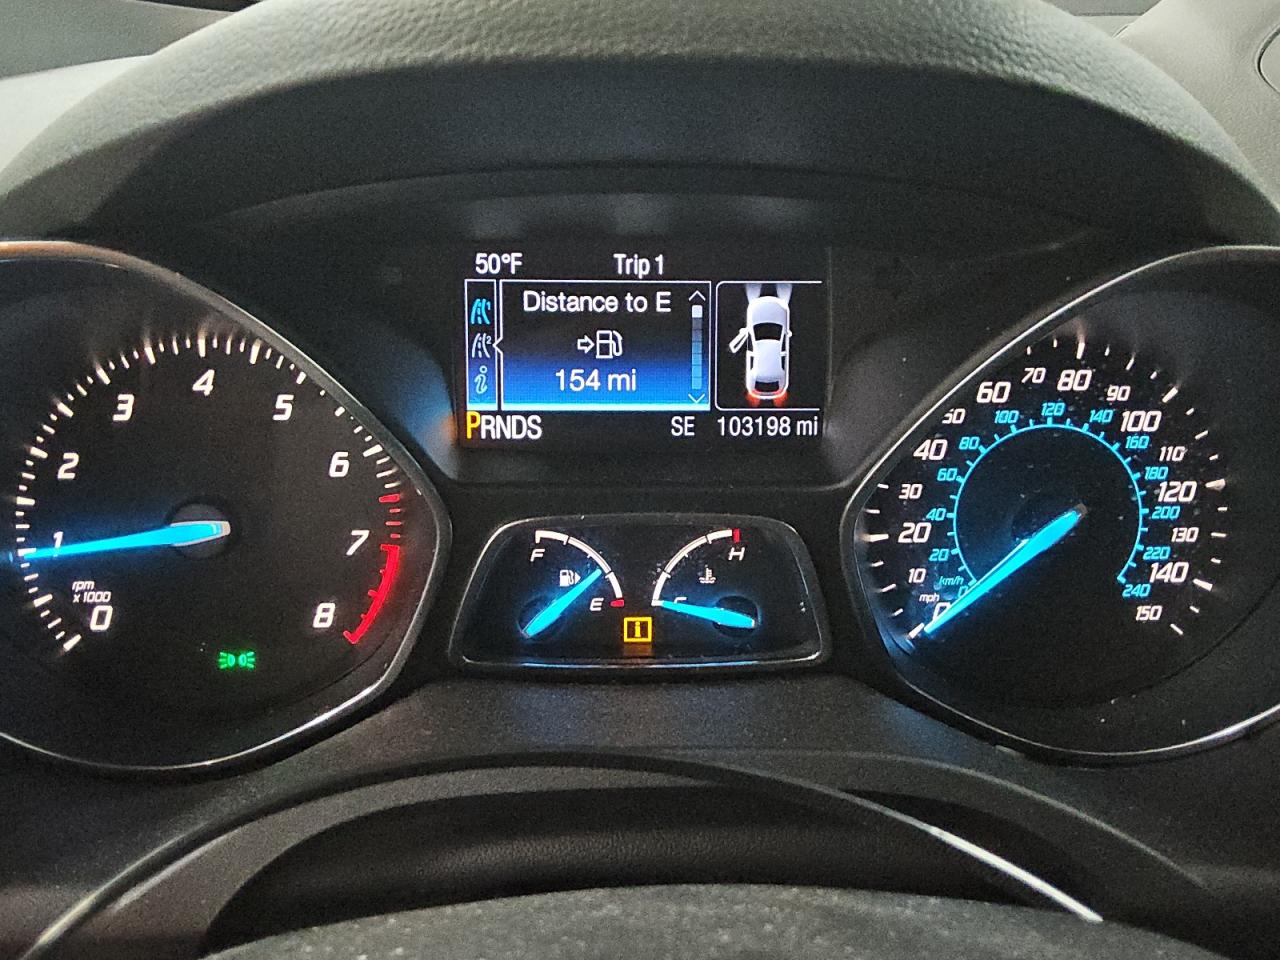 50°F Trip 1
Distance to E
154 mi
PRNDS SE 103198 mi
0 1 2 3 4 5 6 7 8
rpm
x1000
F E
H C
i
0 10 20 30 40 50 60 70 80 90 100 110 120 130 140 150
mph
km/h
0 20 40 60 80 100 120 140 160 180 200 220 240